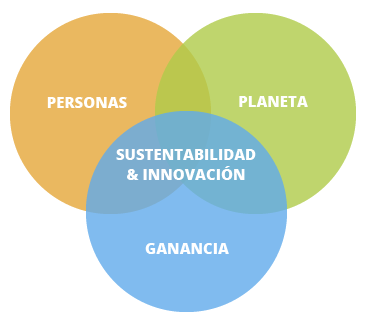 PERSONAS
PLANETA
SUSTENTABILIDAD
& INNOVACIÓN
GANANCIA